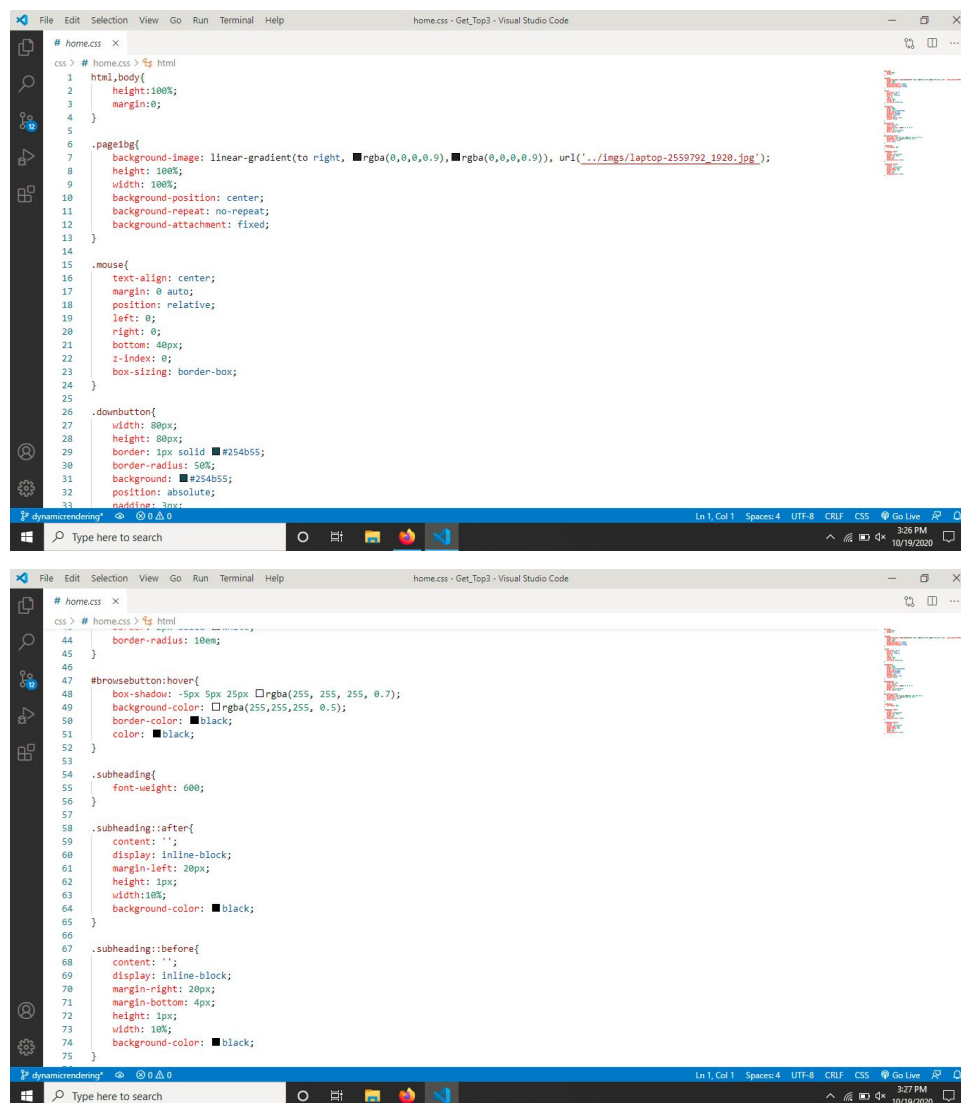 File Edit Selection View Go Run Terminal Help home.css - Get_Top3 - Visual Studio Code
# home.css ×
css > # home.css > html
1 html,body{
2 height:100%;
3 margin:0;
4 }
5
6 .page1bg{
7 background-image: linear-gradient(to right, rgba(0,0,0,0.9),rgba(0,0,0,0.9)), url('../imgs/laptop-2559792_1920.jpg');
8 height: 100%;
9 width: 100%;
10 background-position: center;
11 background-repeat: no-repeat;
12 background-attachment: fixed;
13 }
14
15 .mouse{
16 text-align: center;
17 margin: 0 auto;
18 position: relative;
19 left: 0;
20 right: 0;
21 bottom: 40px;
22 z-index: 0;
23 box-sizing: border-box;
24 }
25
26 .downbutton{
27 width: 80px;
28 height: 80px;
29 border: 1px solid #254b55;
30 border-radius: 50%;
31 background: #254b55;
32 position: absolute;
33 padding: 3px;
12
dynamicrendering* 0 0 Ln 1, Col 1 Spaces: 4 UTF-8 CRLF CSS Go Live
Type here to search 3:26 PM
10/19/2020
File Edit Selection View Go Run Terminal Help home.css - Get_Top3 - Visual Studio Code
# home.css ×
css > # home.css > html
44 border-radius: 10em;
45 }
46
47 #browsebutton:hover{
48 box-shadow: -5px 5px 25px rgba(255, 255, 255, 0.7);
49 background-color: rgba(255,255,255, 0.5);
50 border-color: black;
51 color: black;
52 }
53
54 .subheading{
55 font-weight: 600;
56 }
57
58 .subheading::after{
59 content: '';
60 display: inline-block;
61 margin-left: 20px;
62 height: 1px;
63 width:10%;
64 background-color: black;
65 }
66
67 .subheading::before{
68 content: '';
69 display: inline-block;
70 margin-right: 20px;
71 margin-bottom: 4px;
72 height: 1px;
73 width: 10%;
74 background-color: black;
75 }
12
dynamicrendering* 0 0 Ln 1, Col 1 Spaces: 4 UTF-8 CRLF CSS Go Live
Type here to search 3:27 PM
10/19/2020